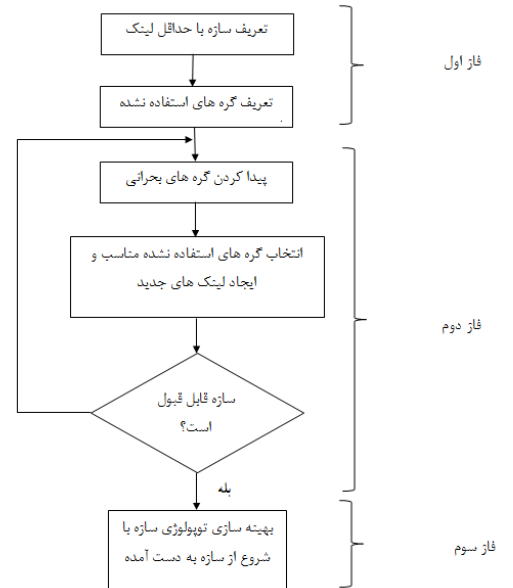 تعریف سازه با حداقل لینک
فاز اول
تعریف گره های استفاده نشده
.
پیدا کردن گره های بحرانی
انتخاب گره های استفاده نشده مناسب و
ایجاد لینک های جدید
فاز دوم
سازه قابل قبول
است؟
بله
بهینه سازی توپولوژی سازه با
شروع از سازه به دست آمده
فاز سوم